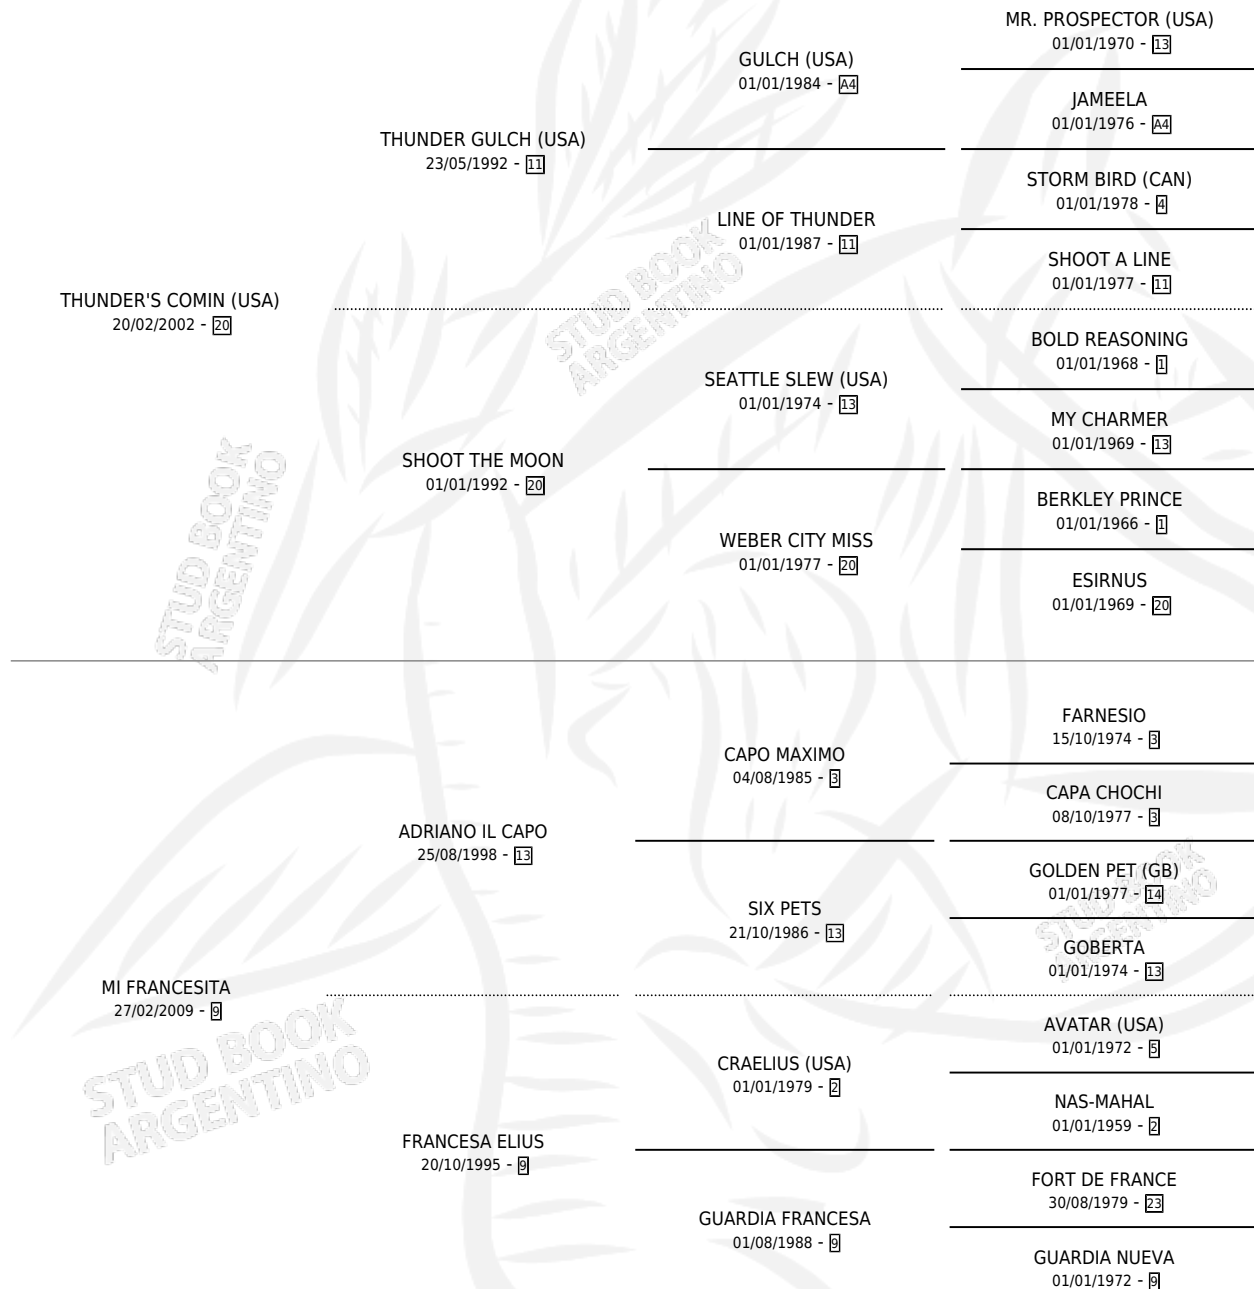 MR. PROSPECTOR (USA)
01/01/1970 - 13
GULCH (USA)
01/01/1984 - A4
JAMEELA
01/01/1976 - A4
THUNDER GULCH (USA)
23/05/1992 - 11
STORM BIRD (CAN)
01/01/1978 - 4
LINE OF THUNDER
01/01/1987 - 11
SHOOT A LINE
01/01/1977 - 11
THUNDER'S COMIN (USA)
20/02/2002 - 20
BOLD REASONING
01/01/1968 - 1
SEATTLE SLEW (USA)
01/01/1974 - 13
MY CHARMER
01/01/1969 - 13
SHOOT THE MOON
01/01/1992 - 20
BERKLEY PRINCE
01/01/1966 - 1
WEBER CITY MISS
01/01/1977 - 20
ESIRNUS
01/01/1969 - 20
FARNESIO
15/10/1974 - 3
CAPO MAXIMO
04/08/1985 - 3
CAPA CHOCHI
08/10/1977 - 3
ADRIANO IL CAPO
25/08/1998 - 13
GOLDEN PET (GB)
01/01/1977 - 14
SIX PETS
21/10/1986 - 13
GOBERTA
01/01/1974 - 13
MI FRANCESITA
27/02/2009 - 9
AVATAR (USA)
01/01/1972 - 5
CRAELIUS (USA)
01/01/1979 - 2
NAS-MAHAL
01/01/1959 - 2
FRANCESA ELIUS
20/10/1995 - 9
FORT DE FRANCE
30/08/1979 - 23
GUARDIA FRANCESA
01/08/1988 - 9
GUARDIA NUEVA
01/01/1972 - 9
STUD BOOK
ARGENTINO
STUD BOOK
ARGENTINO
STUD BOOK
ARGENTINO
STUD BOOK
ARGENTINO